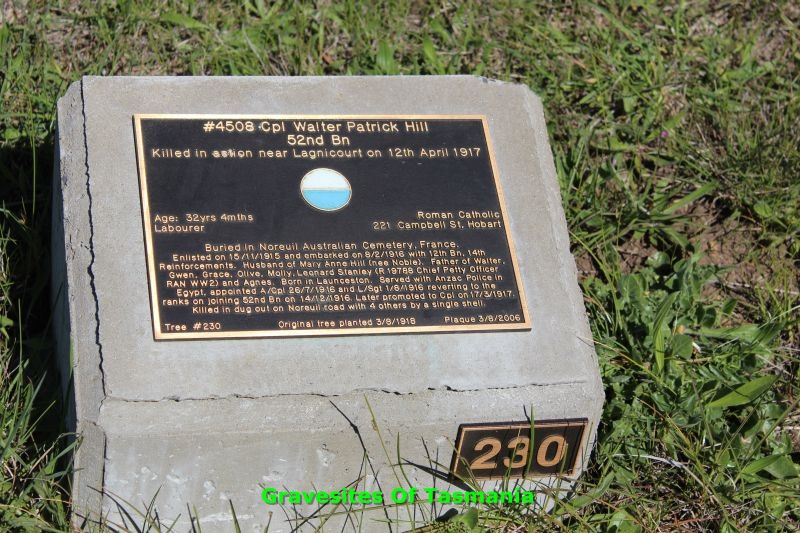 #4508 Cpl Walter Patrick Hill
52nd Bn
Killed in action near Lagnicourt on 12th April 1917
Age: 32yrs 4mths
Labourer
Roman Catholic
221 Campbell St, Hobart
Buried in Noreuil Australian Cemetery, France.
Enlisted on 15/11/1915 and embarked on 8/2/1916 with 12th Bn, 14th
Reinforcements. Husband of Mary Anne Hill (nee Noble). Father of Walter,
Gwen, Grace, Olive, Molly, Leonard Stanley (R 19788 Chief Petty Officer
RAN WW2) and Agnes. Born in Launceston. Served with Anzac Police in
Egypt, appointed A/Cpl 26/7/1916 and L/Sgt 1/8/1916 reverting to the
ranks on joining 52nd Bn on 14/12/1916. Later promoted to Cpl on 17/3/1917.
Killed in dug out on Noreuil road with 4 others by a single shell.
Tree #230 Original tree planted 3/8/1918 Plaque 3/8/2006
230
Gravesites Of Tasmania